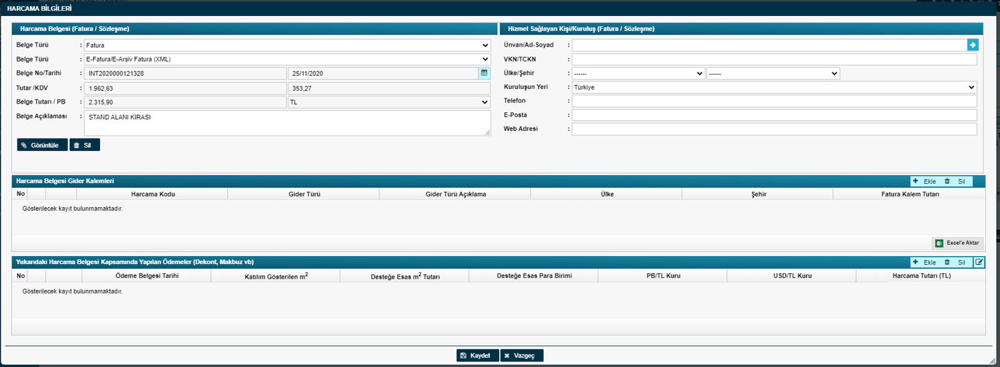 HARCAMA BİLGİLERİ
Harcama Belgesi (Fatura / Sözleşme)
Belge Türü : Fatura
Belge Türü : E-Fatura/E-Arşiv Fatura (XML)
Belge No/Tarihi : INT2020000121328 25/11/2020
Tutar /KDV : 1.962,63 353,27
Belge Tutarı / PB : 2.315,90 TL
Belge Açıklaması : STAND ALANI KİRASI
Görüntüle Sil
Hizmet Sağlayan Kişi/Kuruluş (Fatura / Sözleşme)
Ünvan/Ad-Soyad :
VKN/TCKN :
Ülke/Şehir : ------ ------
Kuruluşun Yeri : Türkiye
Telefon :
E-Posta :
Web Adresi :
Harcama Belgesi Gider Kalemleri + Ekle Sil
No Harcama Kodu Gider Türü Gider Türü Açıklama Ülke Şehir Fatura Kalem Tutarı
Gösterilecek kayıt bulunmamaktadır.
Excel'e Aktar
Yukarıdaki Harcama Belgesi Kapsamında Yapılan Ödemeler (Dekont, Makbuz vb) + Ekle Sil
No Ödeme Belgesi Tarihi Katılım Gösterilen m² Desteğe Esas m² Tutarı Desteğe Esas Para Birimi PB/TL Kuru USD/TL Kuru Harcama Tutarı (TL)
Gösterilecek kayıt bulunmamaktadır.
Kaydet Vazgeç